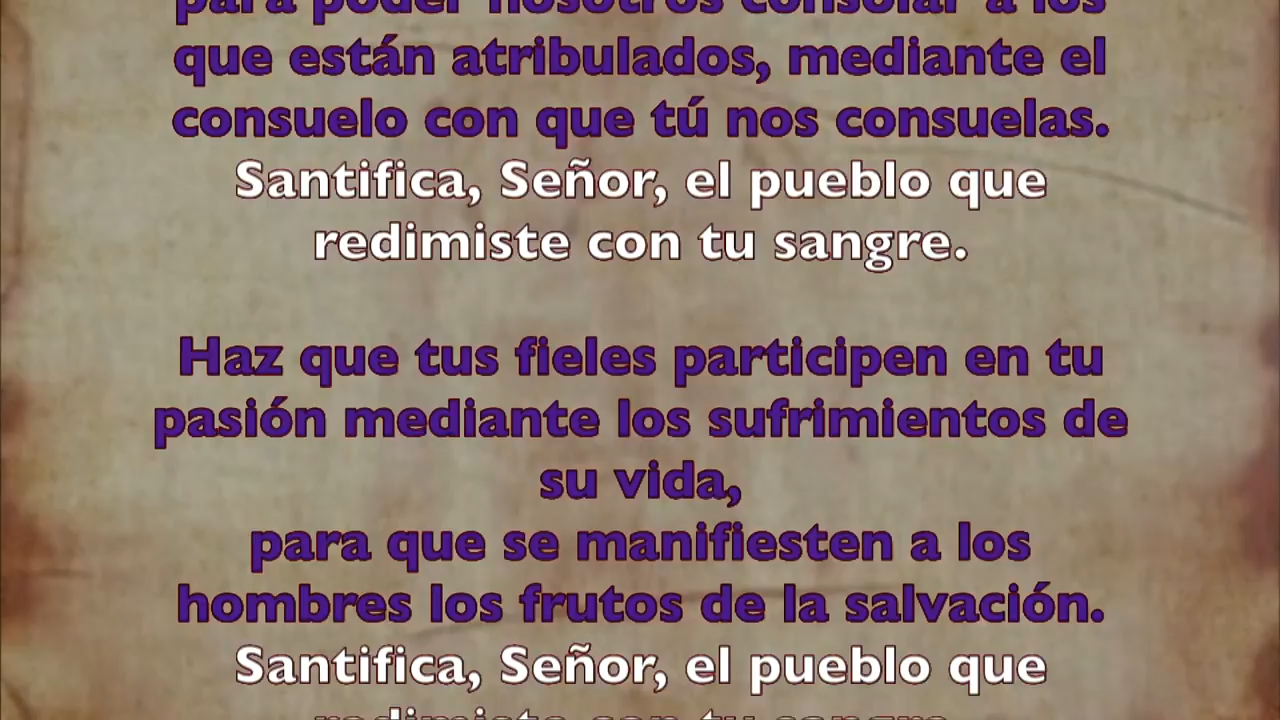 para poder nosotros consolar a los
que están atribulados, mediante el
consuelo con que tú nos consuelas.
Santifica, Señor, el pueblo que
redimiste con tu sangre.
Haz que tus fieles participen en tu
pasión mediante los sufrimientos de
su vida,
para que se manifiesten a los
hombres los frutos de la salvación.
Santifica, Señor, el pueblo que
redimiste con tu sangre.